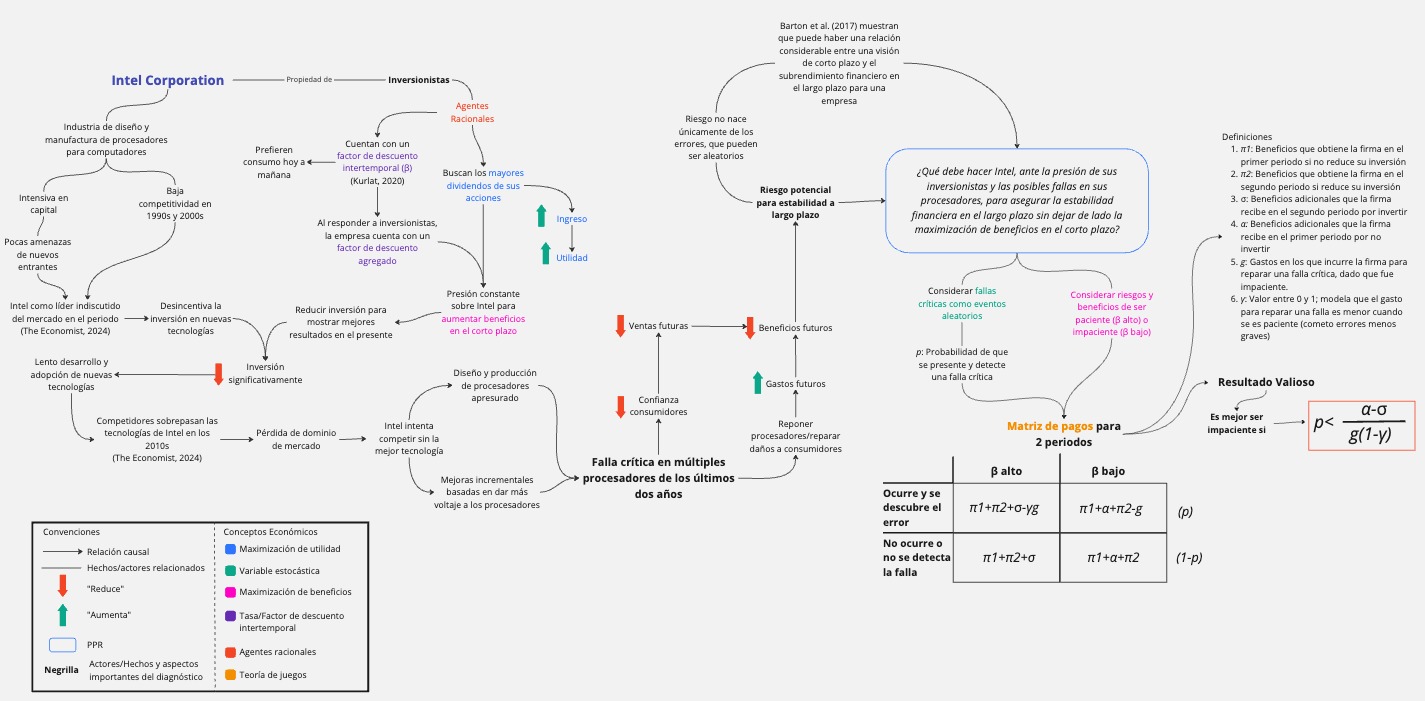 Intel Corporation
Propiedad de
Inversionistas
Industria de diseño y
manufactura de procesadores
para computadores
Intensiva en
capital
Baja
competitividad en
1990s y 2000s
Pocas amenazas
de nuevos
entrantes
Intel como líder indiscutido
del mercado en el periodo
(The Economist, 2024)
Desincentiva la
inversión en nuevas
tecnologías
Agentes
Racionales
Cuentan con un
factor de descuento
intertemporal (β)
(Kurlat, 2020)
Prefieren
consumo hoy a
mañana
Al responder a inversionistas,
la empresa cuenta con un
factor de descuento
agregado
Buscan los mayores
dividendos de sus
acciones
Ingreso
Utilidad
Presión constante
sobre Intel para
aumentar beneficios
en el corto plazo
Reducir inversión para
mostrar mejores
resultados en el presente
Inversión
significativamente
Lento desarrollo y
adopción de nuevas
tecnologías
Competidores sobrepasan las
tecnologías de Intel en los
2010s
(The Economist, 2024)
Pérdida de dominio
de mercado
Intel intenta
competir sin la
mejor tecnología
Diseño y producción
de procesadores
apresurado
Mejoras incrementales
basadas en dar más
voltaje a los procesadores
Falla crítica en múltiples
procesadores de los últimos
dos años
Confianza
consumidores
Ventas futuras
Reponer
procesadores/reparar
daños a consumidores
Gastos futuros
Beneficios futuros
Riesgo potencial
para estabilidad a
largo plazo
Riesgo no nace
únicamente de los
errores, que pueden
ser aleatorios
Barton et al. (2017) muestran
que puede haber una relación
considerable entre una visión
de corto plazo y el
subrendimiento financiero en
el largo plazo para una
empresa
¿Qué debe hacer Intel, ante la presión de sus
inversionistas y las posibles fallas en sus
procesadores, para asegurar la estabilidad
financiera en el largo plazo sin dejar de lado la
maximización de beneficios en el corto plazo?
Considerar fallas
críticas como eventos
aleatorios
p: Probabilidad de que
se presente y detecte
una falla crítica
Considerar riesgos y
beneficios de ser
paciente (β alto) o
impaciente (β bajo)
Matriz de pagos para
2 periodos
β alto
β bajo
Ocurre y se
descubre el
error
π1+π2+σ-γg
π1+α+π2-g
(p)
No ocurre o
no se detecta
la falla
π1+π2+σ
π1+α+π2
(1-p)
Definiciones
1. π1: Beneficios que obtiene la firma en el
primer periodo si no reduce su inversión
2. π2: Beneficios que obtiene la firma en el
segundo periodo si reduce su inversión
3. σ: Beneficios adicionales que la firma
recibe en el segundo periodo por invertir
4. α: Beneficios adicionales que la firma
recibe en el primer periodo por no
invertir
5. g: Gastos en los que incurre la firma para
reparar una falla crítica, dado que fue
impaciente.
6. γ: Valor entre 0 y 1; modela que el gasto
para reparar una falla es menor cuando
se es paciente (cometo errores menos
graves)
Resultado Valioso
Es mejor ser
impaciente si
p<
α-σ
g(1-γ)
Convenciones
Relación causal
Hechos/actores relacionados
"Reduce"
"Aumenta"
PPR
Negrilla
Actores/Hechos y aspectos
importantes del diagnóstico
Conceptos Económicos
Maximización de utilidad
Variable estocástica
Maximización de beneficios
Tasa/Factor de descuento
intertemporal
Agentes racionales
Teoría de juegos